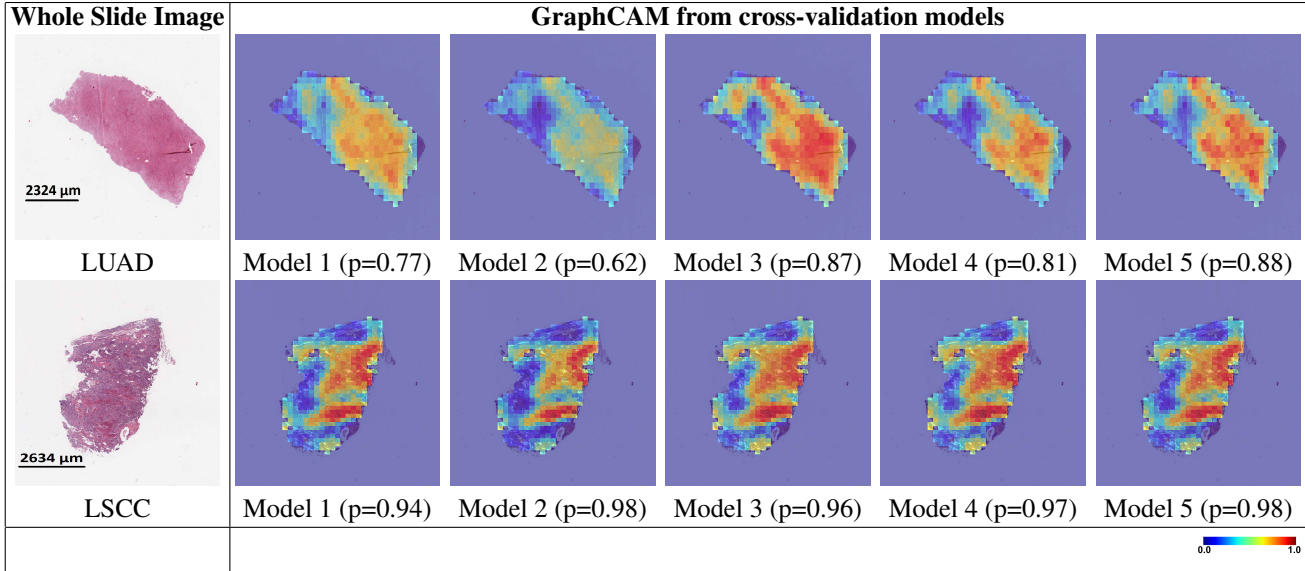 Whole Slide Image
GraphCAM from cross-validation models
2324 µm
LUAD
Model 1 (p=0.77)
Model 2 (p=0.62)
Model 3 (p=0.87)
Model 4 (p=0.81)
Model 5 (p=0.88)
2634 µm
LSCC
Model 1 (p=0.94)
Model 2 (p=0.98)
Model 3 (p=0.96)
Model 4 (p=0.97)
Model 5 (p=0.98)
0.0
1.0